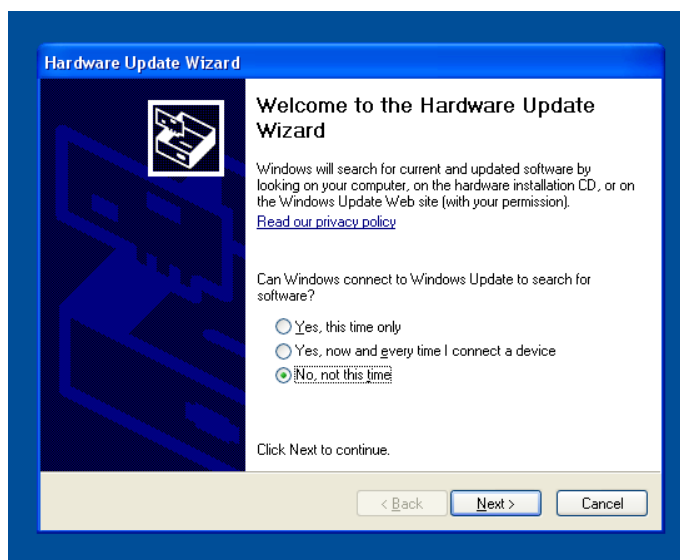 Hardware Update Wizard
Welcome to the Hardware Update
Wizard
Windows will search for current and updated software by
looking on your computer, on the hardware installation CD, or on
the Windows Update Web site (with your permission).
Read our privacy policy
Can Windows connect to Windows Update to search for
software?
Yes, this time only
Yes, now and every time I connect a device
No, not this time
Click Next to continue.
< Back Next > Cancel